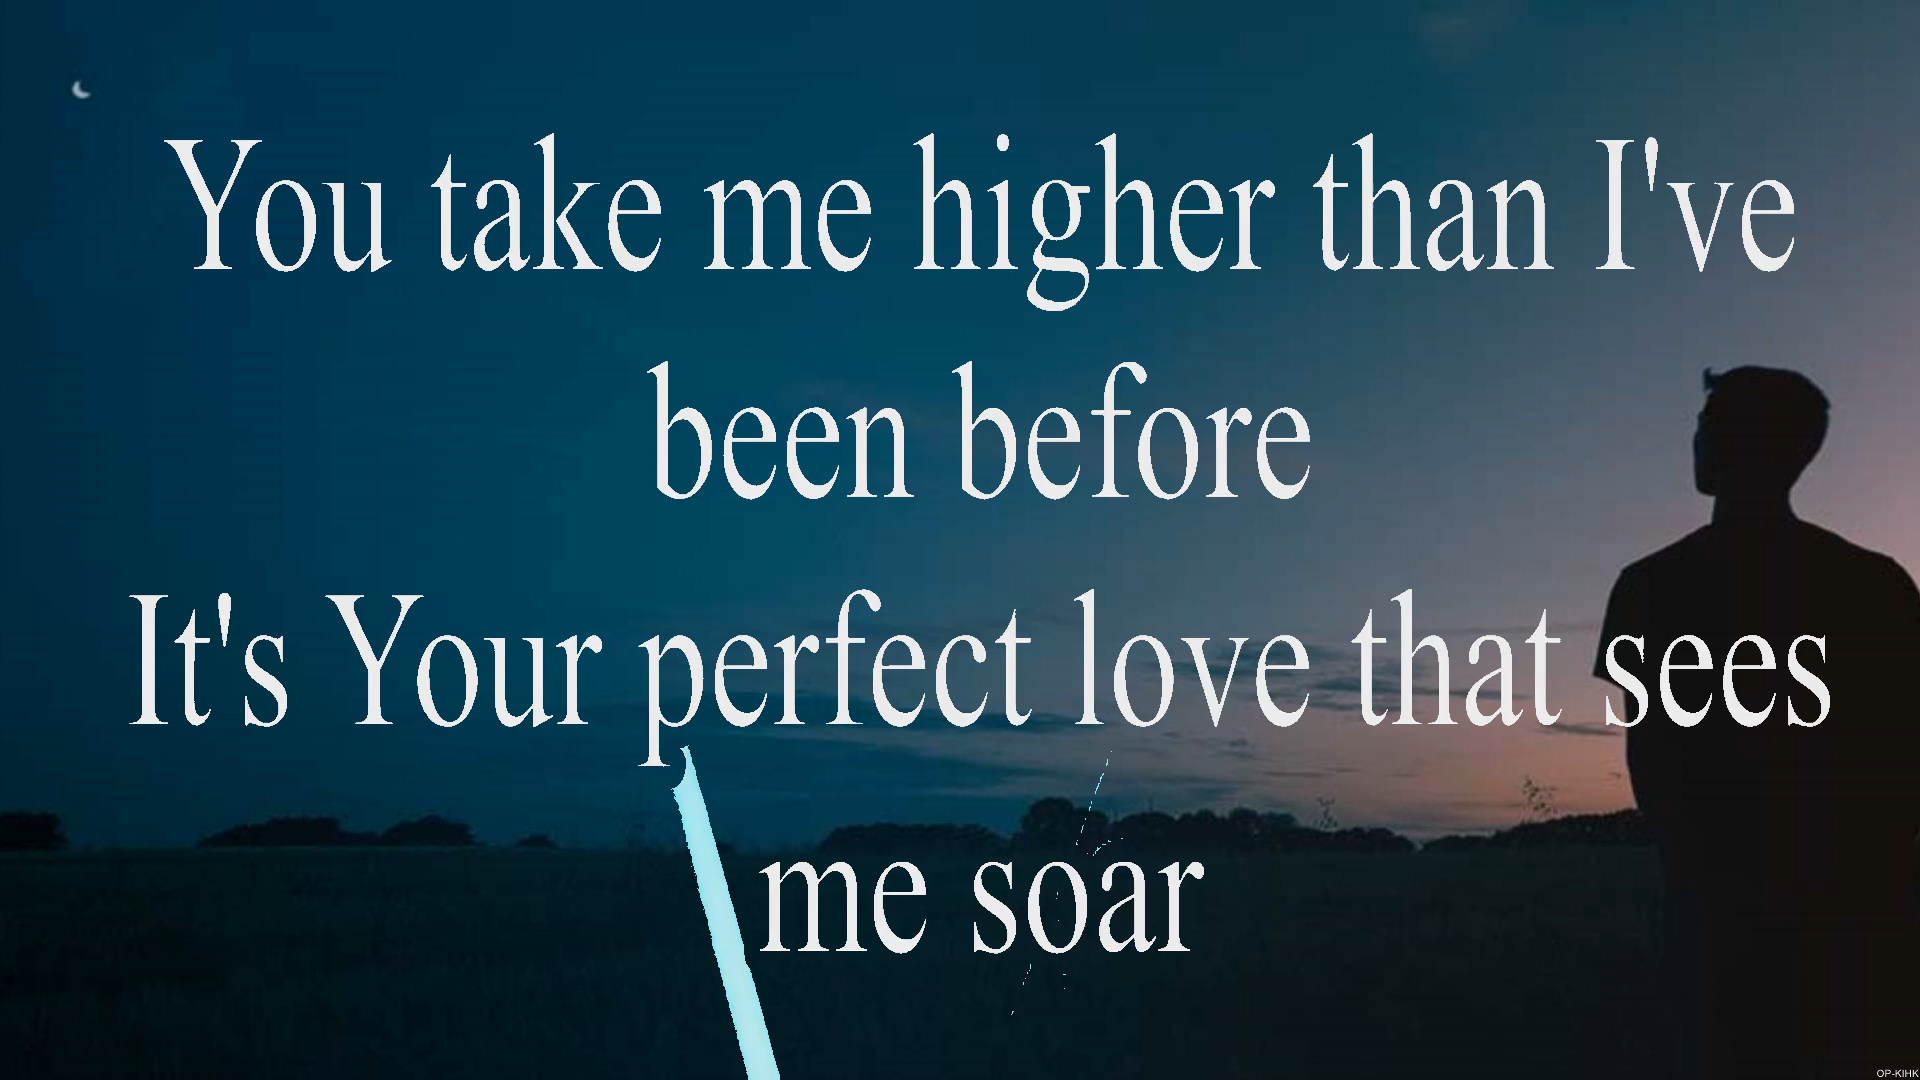 You take me higher than I've
been before
It's Your perfect love that sees
me soar
OP-KIHK